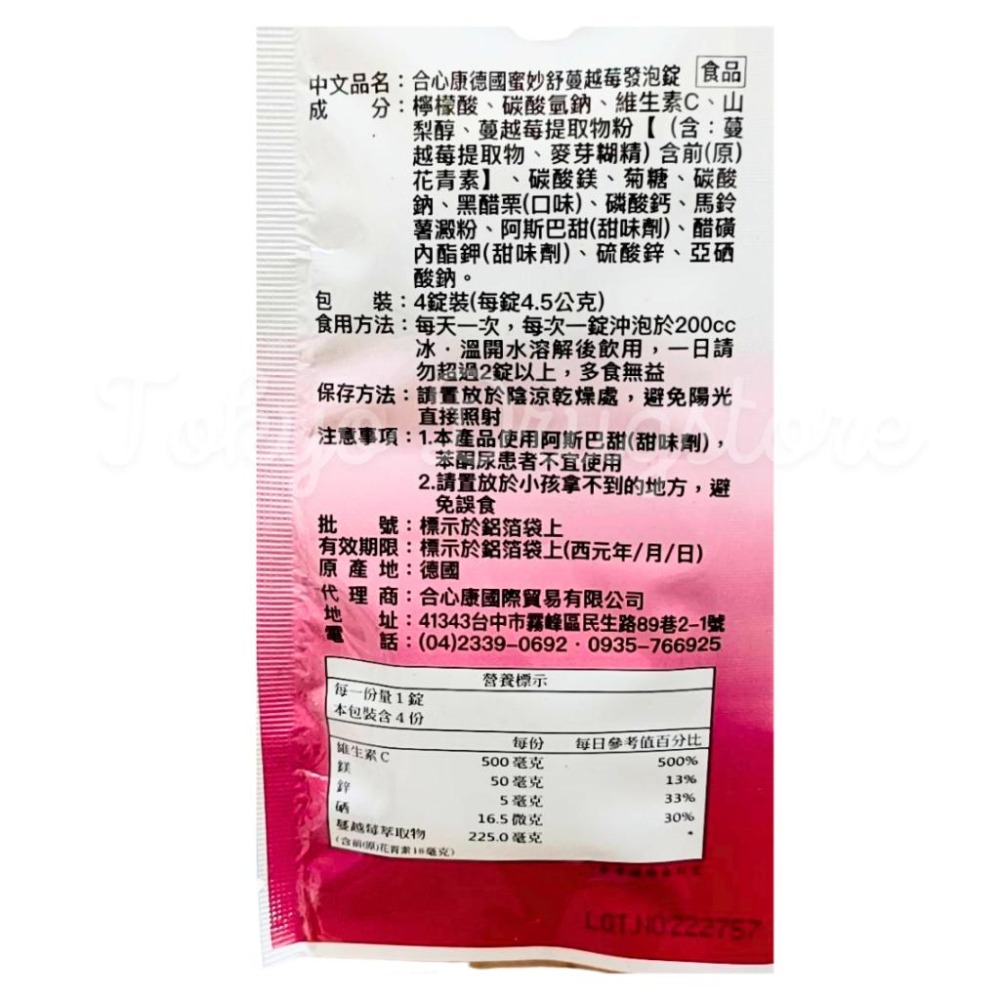 中文品名：合心康德國蜜妙舒蔓越莓發泡錠 食品
成 分：檸檬酸、碳酸氫鈉、維生素C、山
梨醇、蔓越莓提取物粉【（含：蔓
越莓提取物、麥芽糊精）含前(原)
花青素】、碳酸鎂、菊糖、碳酸
鈉、黑醋栗(口味)、磷酸鈣、馬鈴
薯澱粉、阿斯巴甜(甜味劑)、醋磺
內酯鉀(甜味劑)、硫酸鋅、亞硒
酸鈉。
包 裝：4錠裝(每錠4.5公克)
食用方法：每天一次，每次一錠沖泡於200cc
冰．溫開水溶解後飲用，一日請
勿超過2錠以上，多食無益
保存方法：請置放於陰涼乾燥處，避免陽光
直接照射
注意事項：1.本產品使用阿斯巴甜(甜味劑)，
苯酮尿患者不宜使用
2.請置放於小孩拿不到的地方，避
免誤食
批 號：標示於鋁箔袋上
有效期限：標示於鋁箔袋上(西元年/月/日)
原 產 地：德國
代 理 商：合心康國際貿易有限公司
地 址：41343台中市霧峰區民生路89巷2-1號
電 話：(04)2339-0692．0935-766925
營養標示
每一份量1錠
本包裝含4份
每份 每日參考值百分比
維生素C 500毫克 500%
鎂 50毫克 13%
鋅 5毫克 33%
硒 16.5微克 30%
蔓越莓萃取物 225.0毫克 *
(含前(原)花青素18毫克)
LOT.NO222757
Tokyo Drugstore